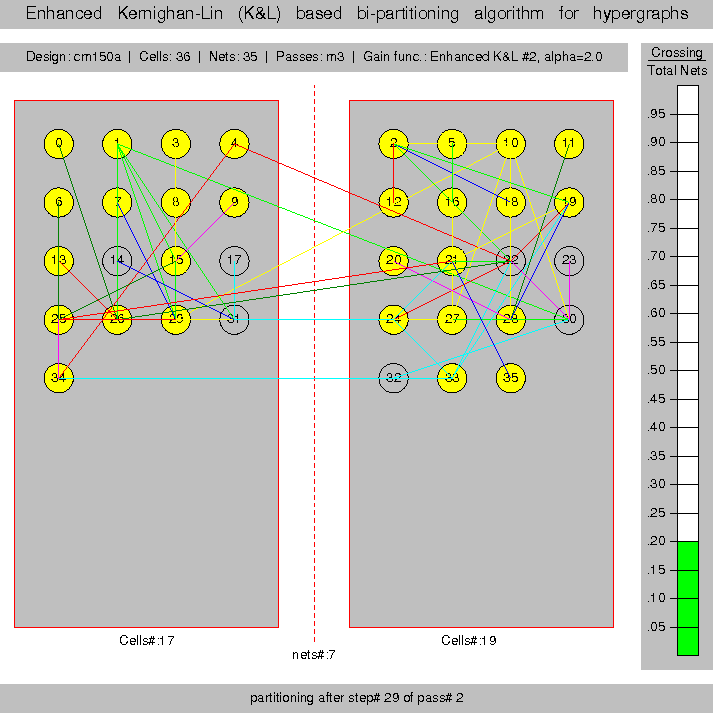 Enhanced Kernighan-Lin (K&L) based bi-partitioning algorithm for hypergraphs
Design: cm150a | Cells: 36 | Nets: 35 | Passes: m3 | Gain func.: Enhanced K&L #2, alpha=2.0
Crossing
Total Nets
0 1 3 4 2 5 10 11
6 7 8 9 12 16 18 19
13 14 15 17 20 21 22 23
25 26 29 31 24 27 28 30
34 32 33 35
.95
.90
.85
.80
.75
.70
.65
.60
.55
.50
.45
.40
.35
.30
.25
.20
.15
.10
.05
Cells#:17
Cells#:19
nets#:7
partitioning after step# 29 of pass# 2